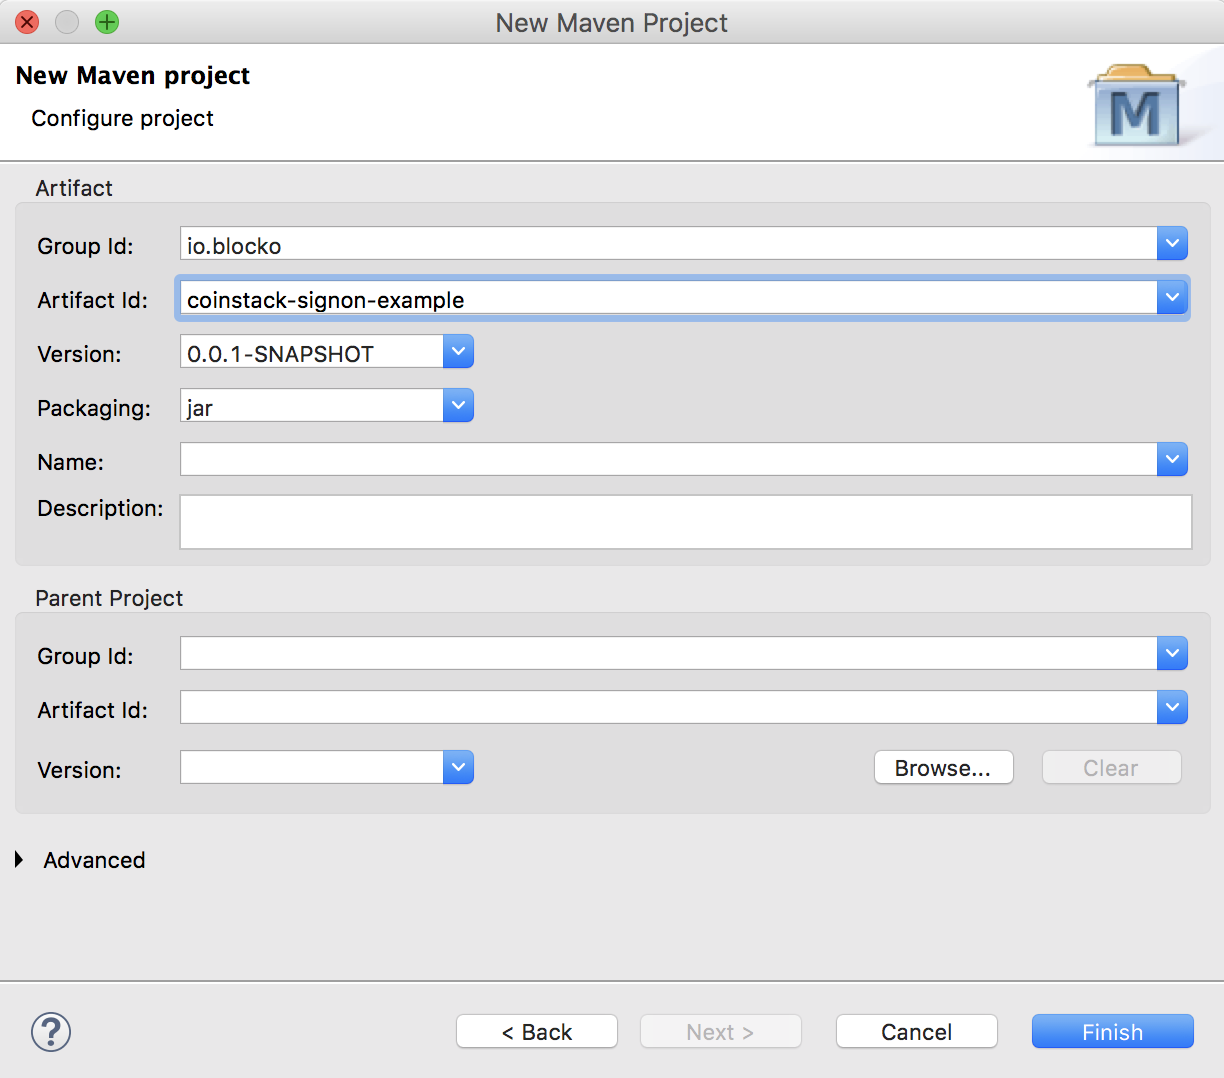 New Maven Project
New Maven project
Configure project
M
Artifact
Group Id: io.blocko
Artifact Id: coinstack-signon-example
Version: 0.0.1-SNAPSHOT
Packaging: jar
Name:
Description:
Parent Project
Group Id:
Artifact Id:
Version: Browse... Clear
Advanced
? < Back Next > Cancel Finish